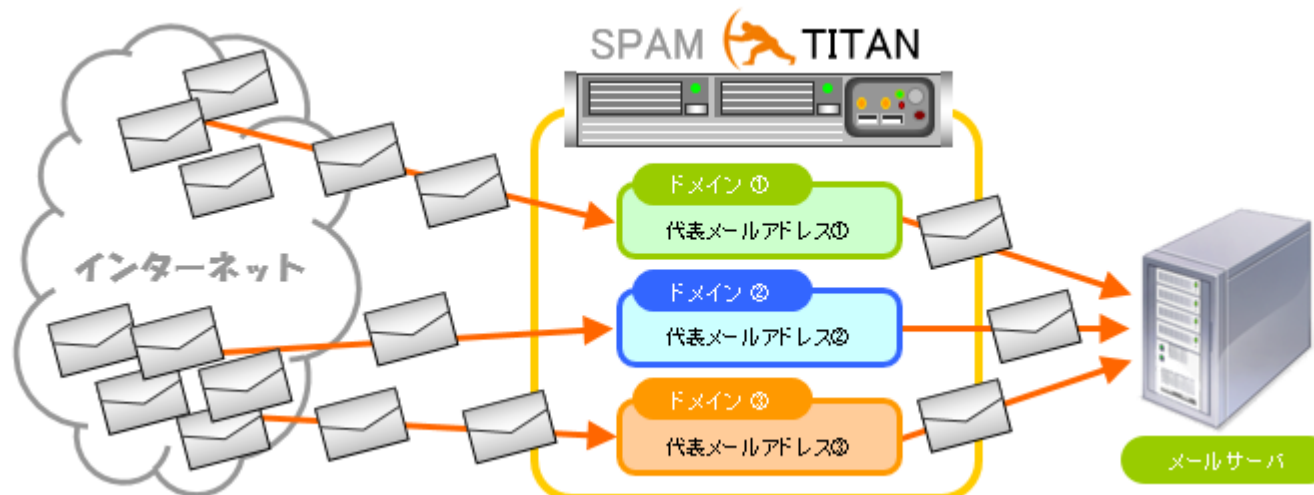 SPAM TITAN
ドメイン ①
代表メールアドレス①
インターネット
ドメイン ②
代表メールアドレス②
ドメイン ③
代表メールアドレス③
メールサーバ